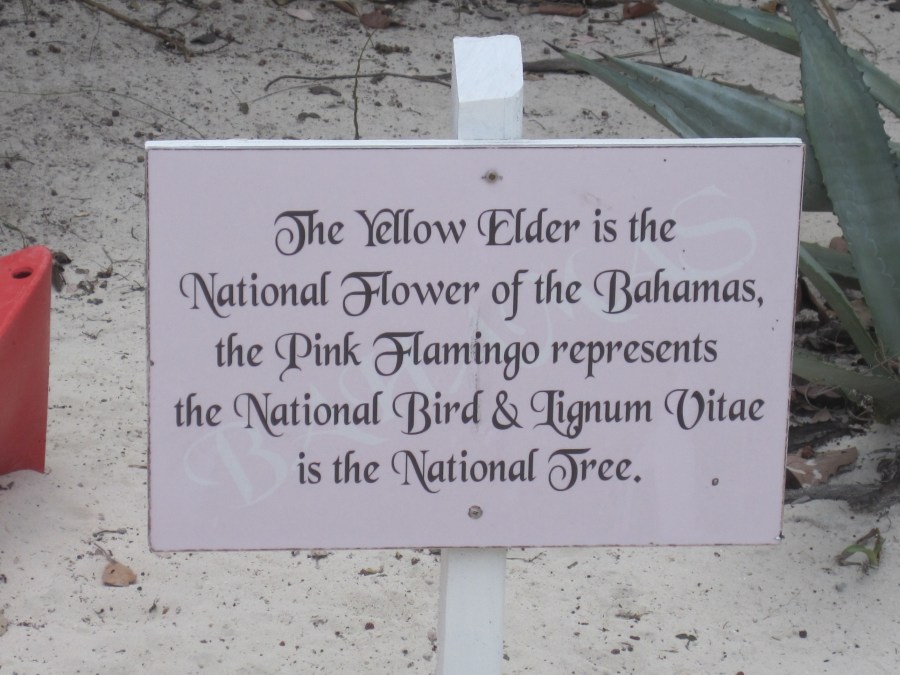 The Yellow Elder is the
National Flower of the Bahamas,
the Pink Flamingo represents
the National Bird & Lignum Vitae
is the National Tree.
BAHAMAS